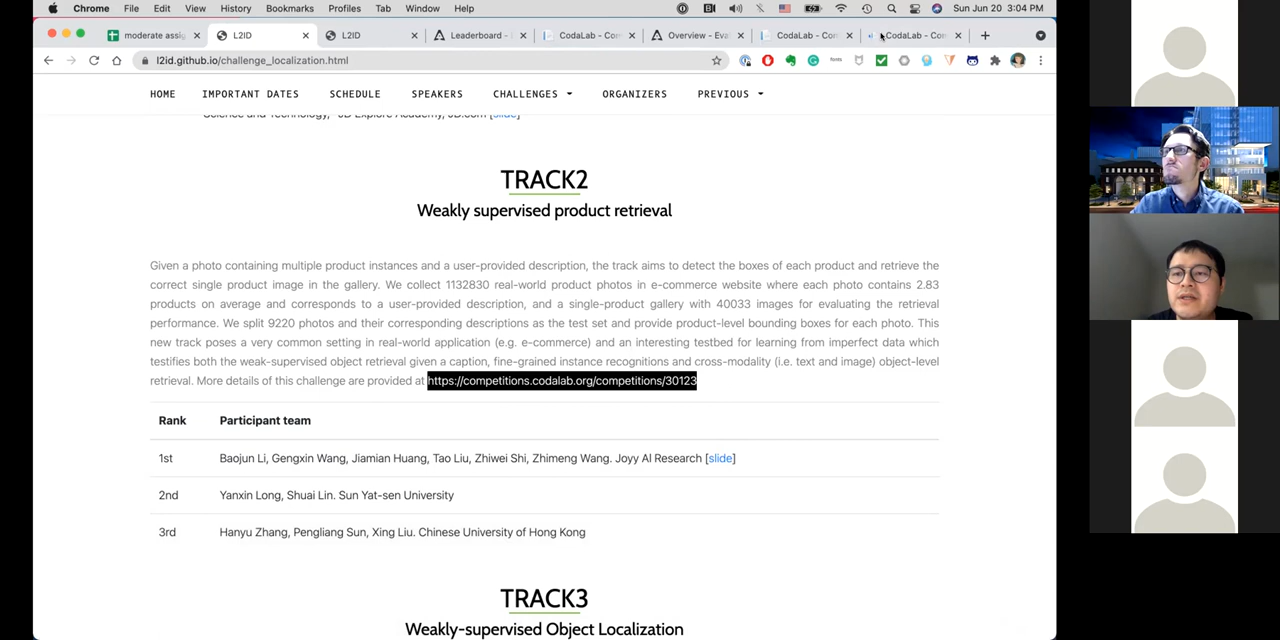 Chrome File Edit View History Bookmarks Profiles Tab Window Help Sun Jun 20 3:04 PM
moderate assig L2ID L2ID Leaderboard - CodaLab - Com Overview - Eva CodaLab - Com CodaLab - Com
l2id.github.io/challenge_localization.html
HOME IMPORTANT DATES SCHEDULE SPEAKERS CHALLENGES ORGANIZERS PREVIOUS
Science and Technology, JD Explore Academy, JD.com [slide]
TRACK2
Weakly supervised product retrieval
Given a photo containing multiple product instances and a user-provided description, the track aims to detect the boxes of each product and retrieve the
correct single product image in the gallery. We collect 1132830 real-world product photos in e-commerce website where each photo contains 2.83
products on average and corresponds to a user-provided description, and a single-product gallery with 40033 images for evaluating the retrieval
performance. We split 9220 photos and their corresponding descriptions as the test set and provide product-level bounding boxes for each photo. This
new track poses a very common setting in real-world application (e.g. e-commerce) and an interesting testbed for learning from imperfect data which
testifies both the weak-supervised object retrieval given a caption, fine-grained instance recognitions and cross-modality (i.e. text and image) object-level
retrieval. More details of this challenge are provided at https://competitions.codalab.org/competitions/30123
Rank Participant team
1st Baojun Li, Gengxin Wang, Jiamian Huang, Tao Liu, Zhiwei Shi, Zhimeng Wang. Joyy AI Research [slide]
2nd Yanxin Long, Shuai Lin. Sun Yat-sen University
3rd Hanyu Zhang, Pengliang Sun, Xing Liu. Chinese University of Hong Kong
TRACK3
Weakly-supervised Object Localization